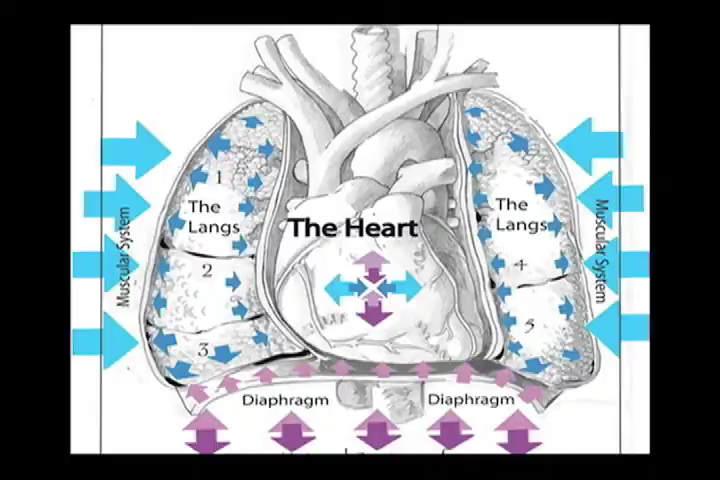 1
The
Langs
2
3
Muscular System
The Heart
The
Langs
4
5
Muscular System
Diaphragm
Diaphragm